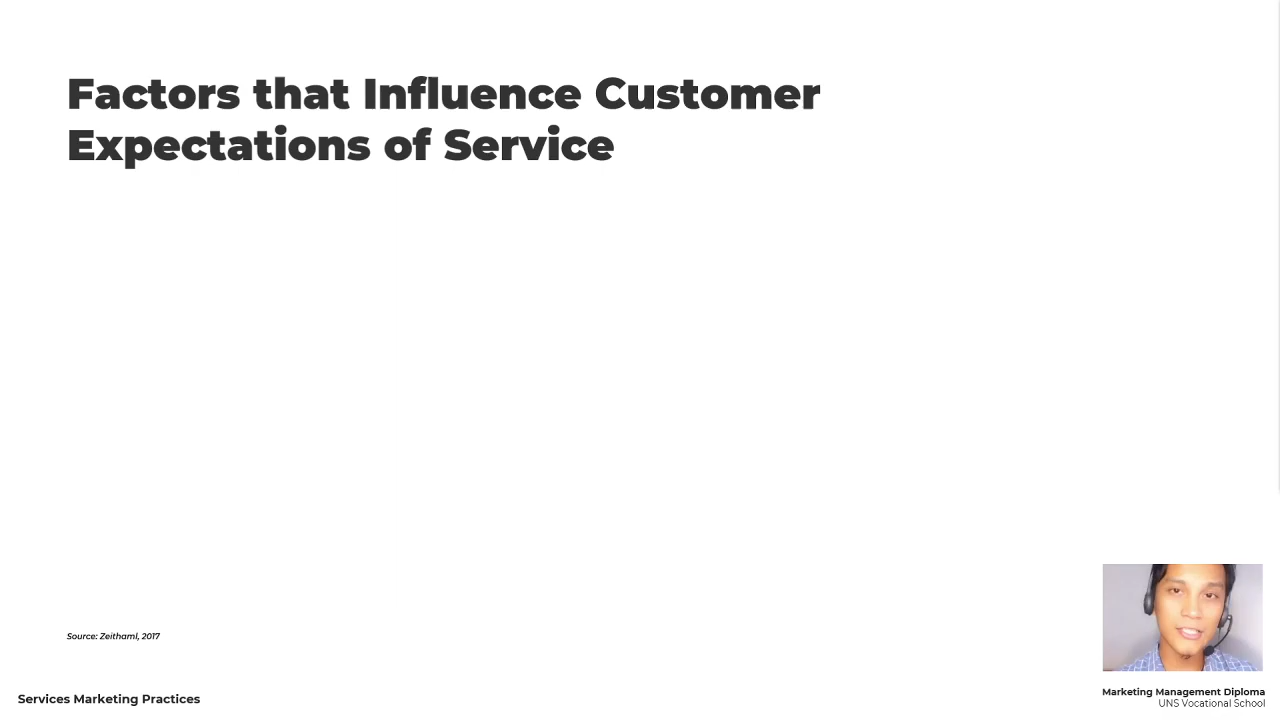 Factors that Influence Customer
Expectations of Service
Source: Zeithaml, 2017
Services Marketing Practices
Marketing Management Diploma
UNS Vocational School